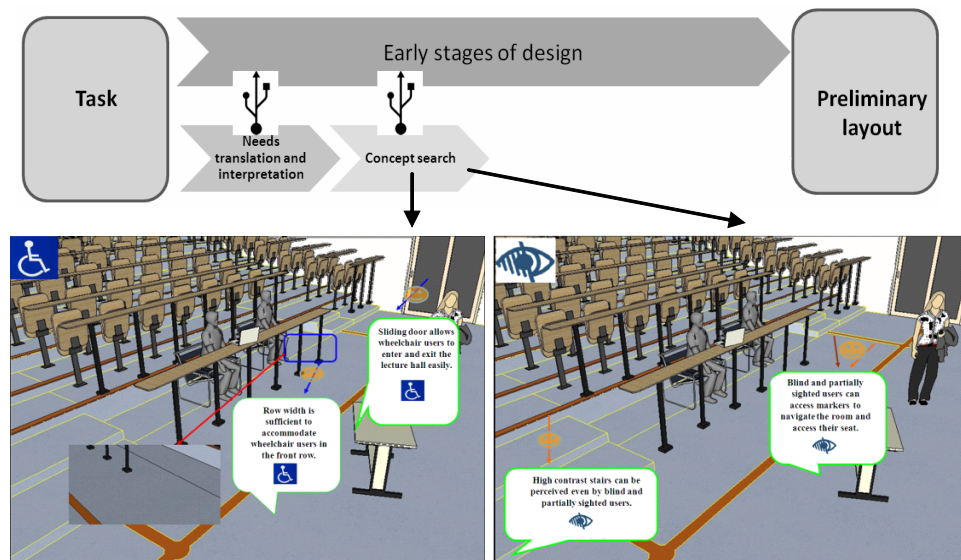 Early stages of design
Task
Preliminary
layout
Needs
translation and
interpretation
Concept search
Sliding door allows
wheelchair users to
enter and exit the
lecture hall easily.
Row width is
sufficient to
accommodate
wheelchair users in
the front row.
Blind and partially
sighted users can
access markers to
navigate the room and
access their seat.
High contrast stairs can be
perceived even by blind and
partially sighted users.